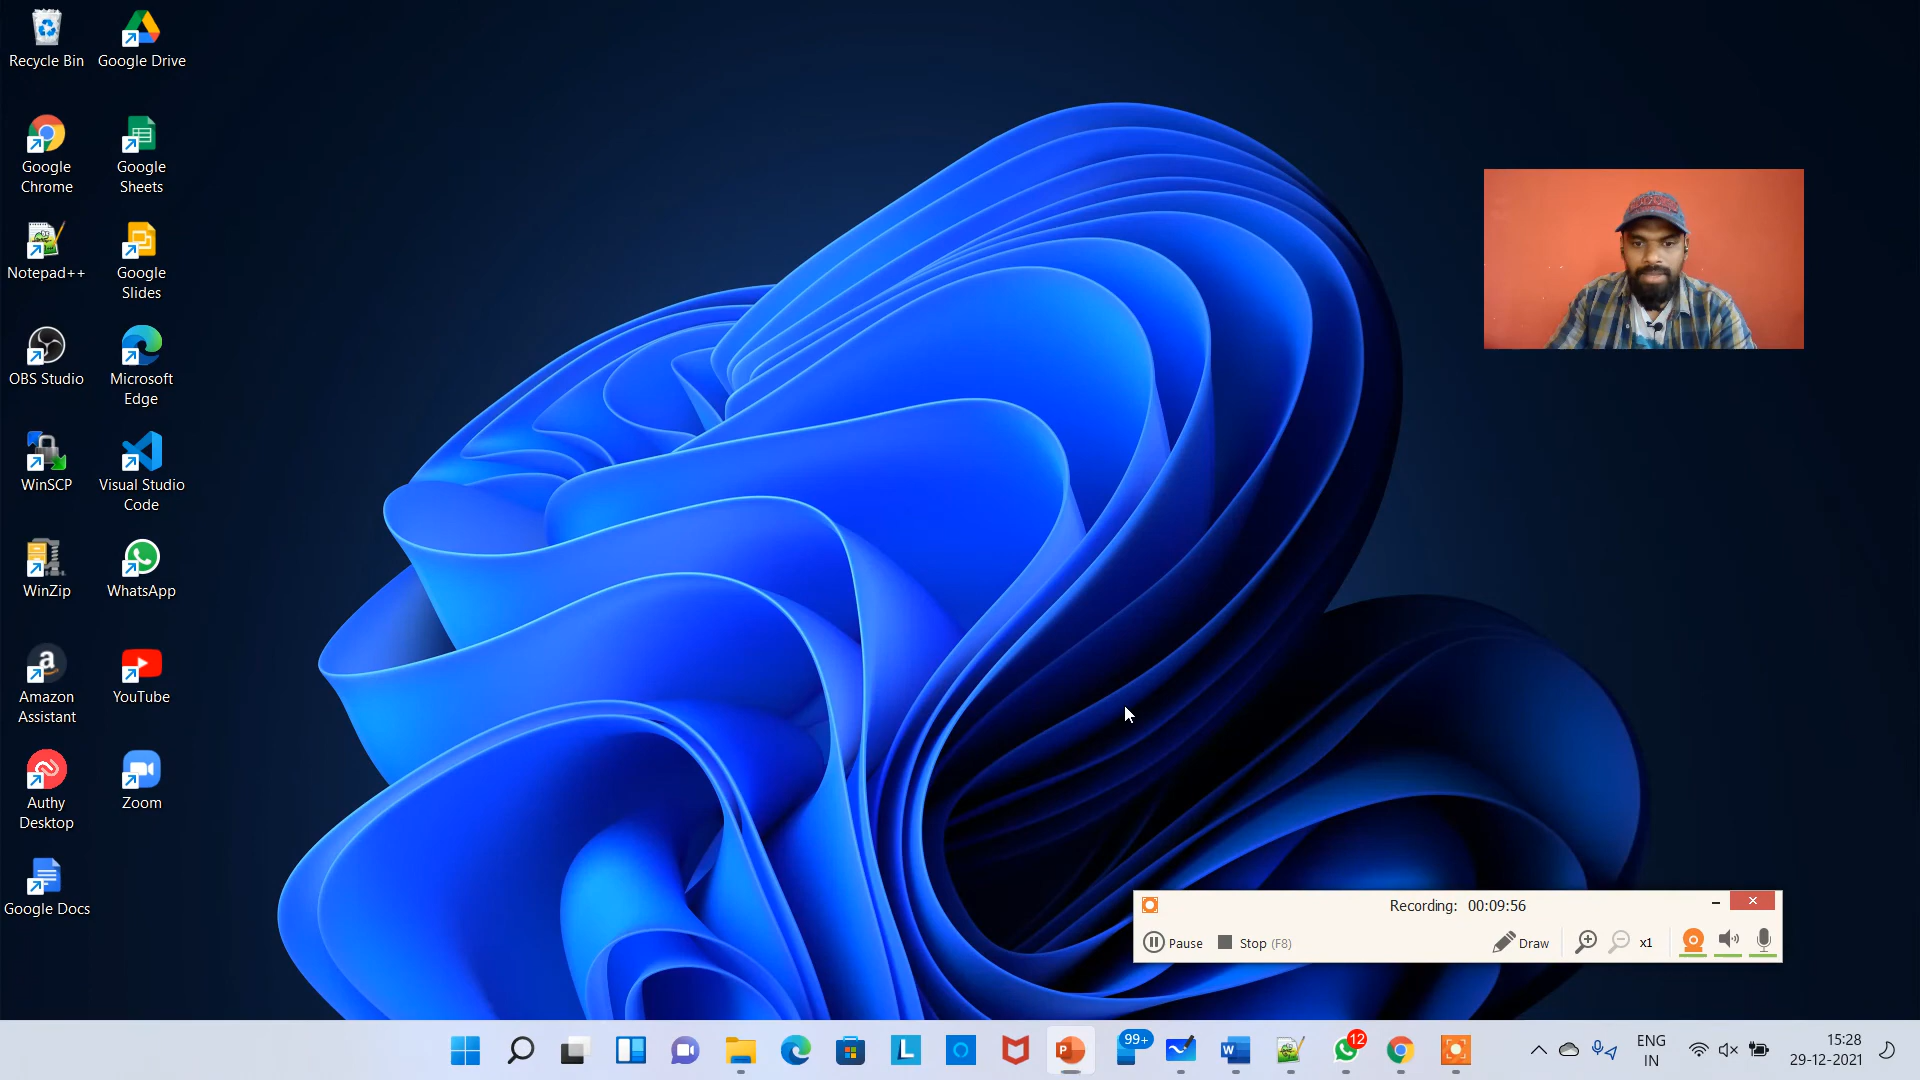 Recycle Bin
Google Drive
Google
Chrome
Google
Sheets
Notepad++
Google
Slides
OBS Studio
Microsoft
Edge
WinSCP
Visual Studio
Code
WinZip
WhatsApp
Amazon
Assistant
YouTube
Authy
Desktop
Zoom
Google Docs
Recording: 00:09:56
Pause
Stop (F8)
Draw
x1
99+
12
ENG
IN
15:28
29-12-2021